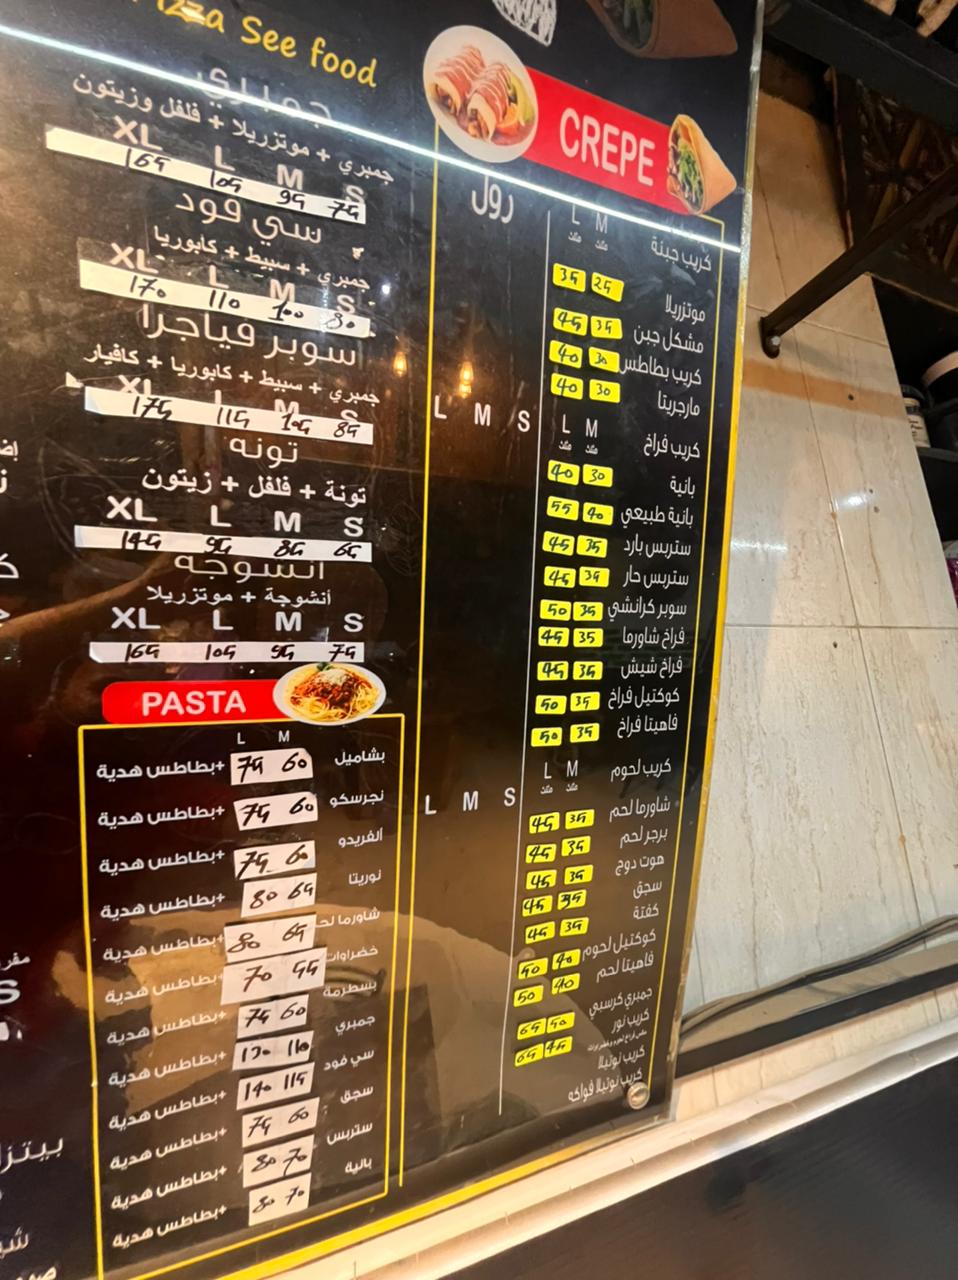 Pizza See food
جمبري
جمبري + موتزريلا + فلفل وزيتون
XL L M S
165 105 95 75
سي فود
جمبري + سبيط + كابوريا
XL L M S
170 110 100 80
سوبر فياجرا
جمبري + سبيط + كابوريا + كافيار
XL L M S
175 115 105 85
تونه
تونة + فلفل + زيتون
XL L M S
145 95 85 65
أنشوجه
أنشوجة + موتزريلا
XL L M S
165 105 95 75
PASTA
L M
بشاميل 60 75 +بطاطس هدية
نجرسكو 60 75 +بطاطس هدية
الفريدو 60 75 +بطاطس هدية
نوريتا 65 80 +بطاطس هدية
شاورما لحم 65 80 +بطاطس هدية
خضراوات 55 70 +بطاطس هدية
بسطرمة 60 75 +بطاطس هدية
جمبري 110 130 +بطاطس هدية
سي فود 115 140 +بطاطس هدية
سجق 60 75 +بطاطس هدية
ستربس 70 80 +بطاطس هدية
بانية 70 80 +بطاطس هدية
CREPE
رول
L M
مثلث مثلث
كريب جبنة
موتزريلا 25 35
مشكل جبن 35 45
كريب بطاطس 30 40
مارجريتا 30 40
L M S
L M
مثلث مثلث
كريب فراخ
بانية 30 40
بانية طبيعي 40 55
ستربس بارد 35 45
ستربس حار 35 45
سوبر كرانشي 35 50
فراخ شاورما 35 45
فراخ شيش 35 45
كوكتيل فراخ 35 50
فاهيتا فراخ 35 50
L M S
L M
مثلث مثلث
كريب لحوم
شاورما لحم 35 45
برجر لحم 35 45
هوت دوج 35 45
سجق 35 45
كفتة 35 45
كوكتيل لحوم 40 50
فاهيتا لحم 40 50
جمبري كرسبي 50 65
كريب نور 45 65
كريب نوتيلا
كريب نوتيلا فواكه